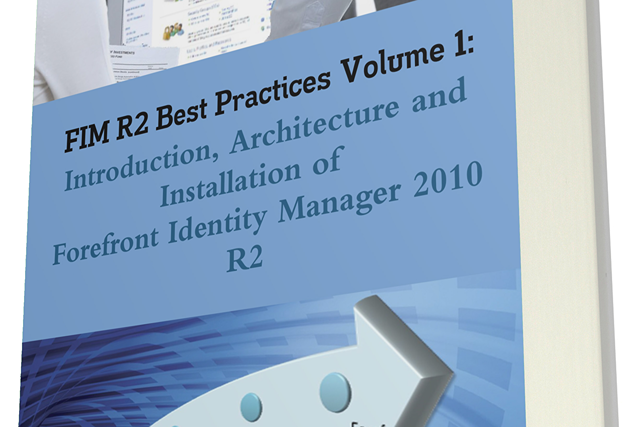 FIM R2 Best Practices Volume 1:
Introduction, Architecture and
Installation of
Forefront Identity Manager 2010
R2